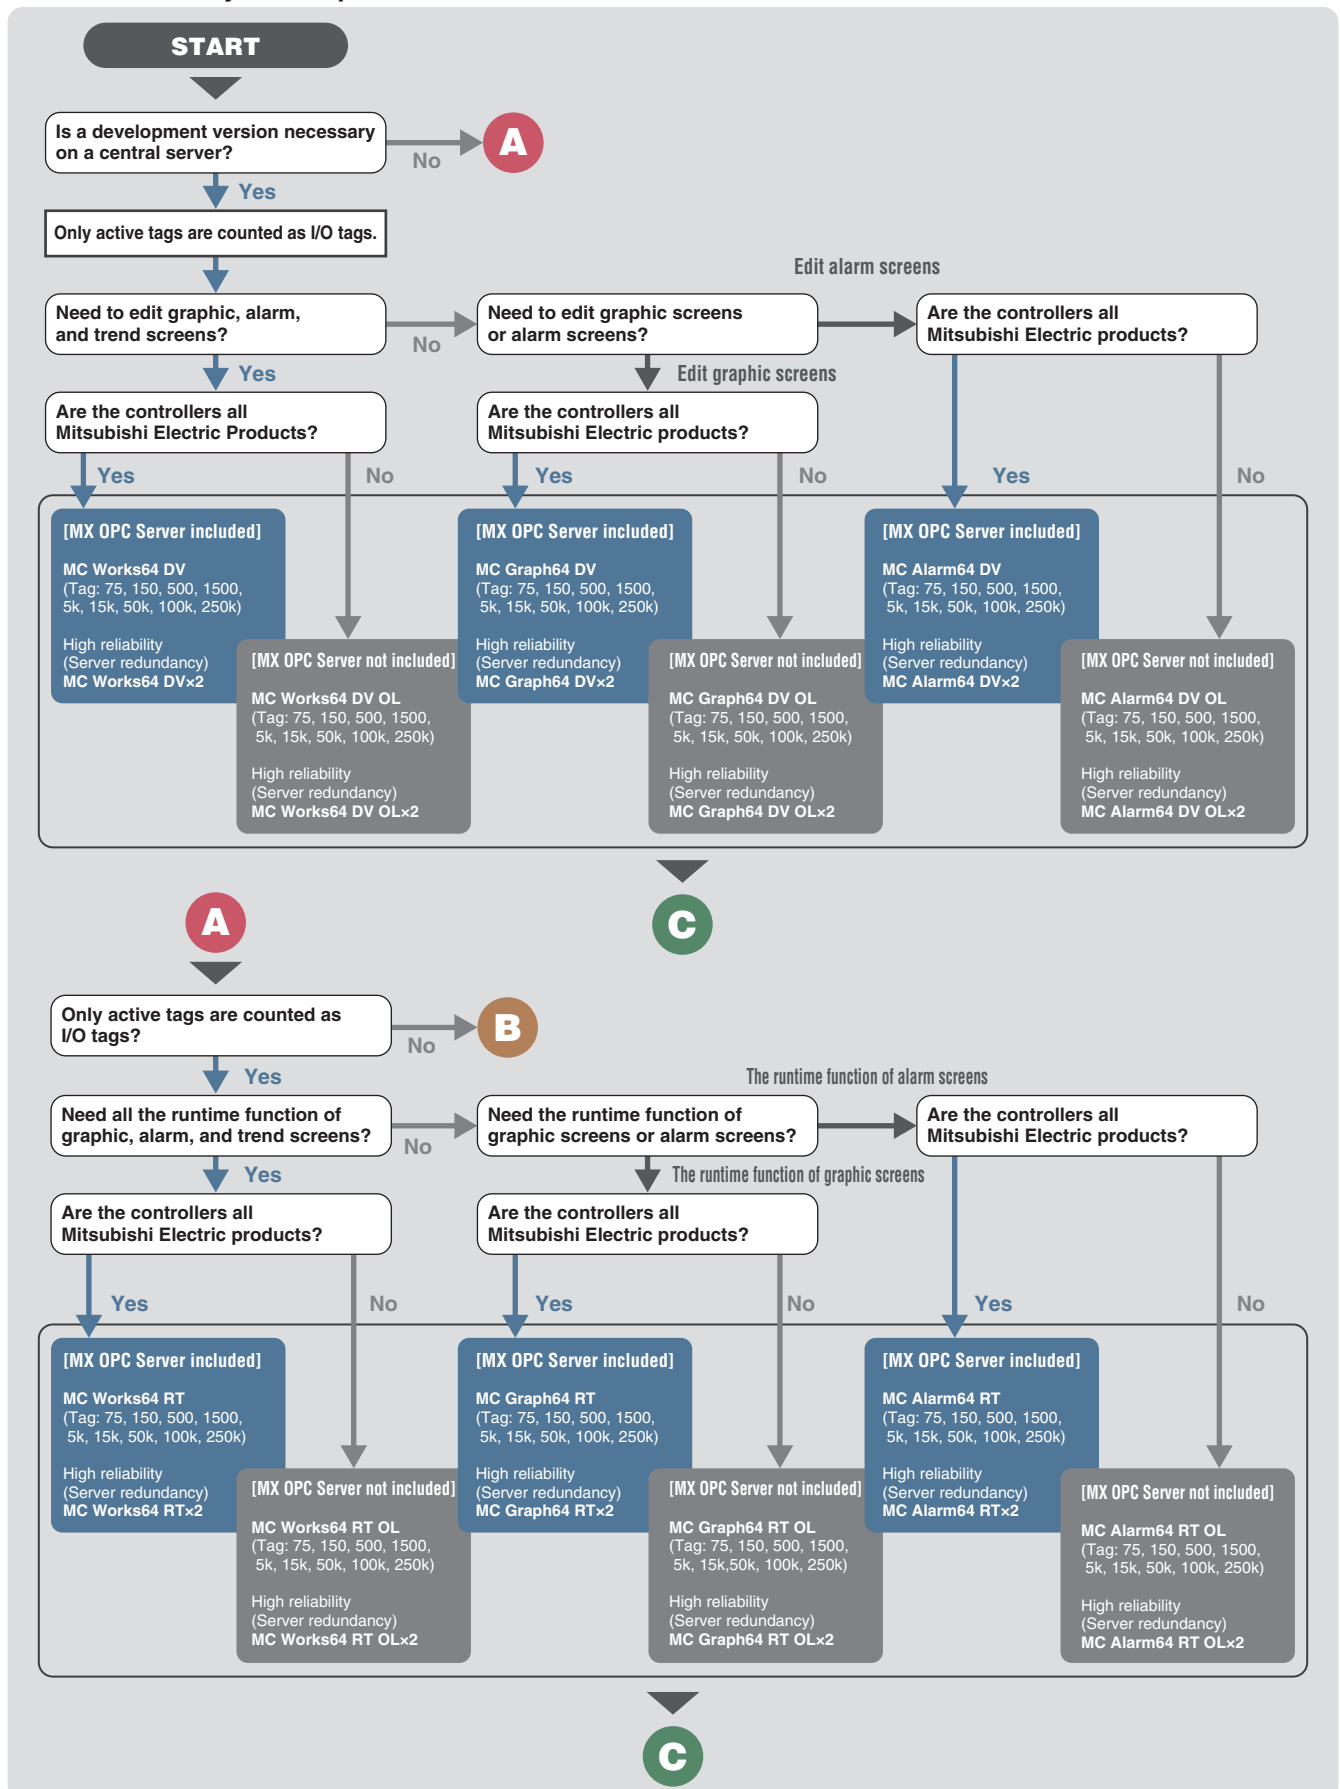 START
Is a development version necessary
on a central server?
No
A
Yes
Only active tags are counted as I/O tags.
Edit alarm screens
Need to edit graphic, alarm,
and trend screens?
No
Need to edit graphic screens
or alarm screens?
Are the controllers all
Mitsubishi Electric products?
Yes
Edit graphic screens
Are the controllers all
Mitsubishi Electric Products?
Are the controllers all
Mitsubishi Electric products?
Yes
No
Yes
No
Yes
No
[MX OPC Server included]
MC Works64 DV
(Tag: 75, 150, 500, 1500,
5k, 15k, 50k, 100k, 250k)
High reliability
(Server redundancy)
MC Works64 DV×2
[MX OPC Server not included]
MC Works64 DV OL
(Tag: 75, 150, 500, 1500,
5k, 15k, 50k, 100k, 250k)
High reliability
(Server redundancy)
MC Works64 DV OL×2
[MX OPC Server included]
MC Graph64 DV
(Tag: 75, 150, 500, 1500,
5k, 15k, 50k, 100k, 250k)
High reliability
(Server redundancy)
MC Graph64 DV×2
[MX OPC Server not included]
MC Graph64 DV OL
(Tag: 75, 150, 500, 1500,
5k, 15k, 50k, 100k, 250k)
High reliability
(Server redundancy)
MC Graph64 DV OL×2
[MX OPC Server included]
MC Alarm64 DV
(Tag: 75, 150, 500, 1500,
5k, 15k, 50k, 100k, 250k)
High reliability
(Server redundancy)
MC Alarm64 DV×2
[MX OPC Server not included]
MC Alarm64 DV OL
(Tag: 75, 150, 500, 1500,
5k, 15k, 50k, 100k, 250k)
High reliability
(Server redundancy)
MC Alarm64 DV OL×2
C
A
Only active tags are counted as
I/O tags?
No
B
Yes
The runtime function of alarm screens
Need all the runtime function of
graphic, alarm, and trend screens?
No
Need the runtime function of
graphic screens or alarm screens?
Are the controllers all
Mitsubishi Electric products?
Yes
The runtime function of graphic screens
Are the controllers all
Mitsubishi Electric products?
Are the controllers all
Mitsubishi Electric products?
Yes
No
Yes
No
Yes
No
[MX OPC Server included]
MC Works64 RT
(Tag: 75, 150, 500, 1500,
5k, 15k, 50k, 100k, 250k)
High reliability
(Server redundancy)
MC Works64 RT×2
[MX OPC Server not included]
MC Works64 RT OL
(Tag: 75, 150, 500, 1500,
5k, 15k, 50k, 100k, 250k)
High reliability
(Server redundancy)
MC Works64 RT OL×2
[MX OPC Server included]
MC Graph64 RT
(Tag: 75, 150, 500, 1500,
5k, 15k, 50k, 100k, 250k)
High reliability
(Server redundancy)
MC Graph64 RT×2
[MX OPC Server not included]
MC Graph64 RT OL
(Tag: 75, 150, 500, 1500,
5k, 15k,50k, 100k, 250k)
High reliability
(Server redundancy)
MC Graph64 RT OL×2
[MX OPC Server included]
MC Alarm64 RT
(Tag: 75, 150, 500, 1500,
5k, 15k, 50k, 100k, 250k)
High reliability
(Server redundancy)
MC Alarm64 RT×2
[MX OPC Server not included]
MC Alarm64 RT OL
(Tag: 75, 150, 500, 1500,
5k, 15k, 50k, 100k, 250k)
High reliability
(Server redundancy)
MC Alarm64 RT OL×2
C